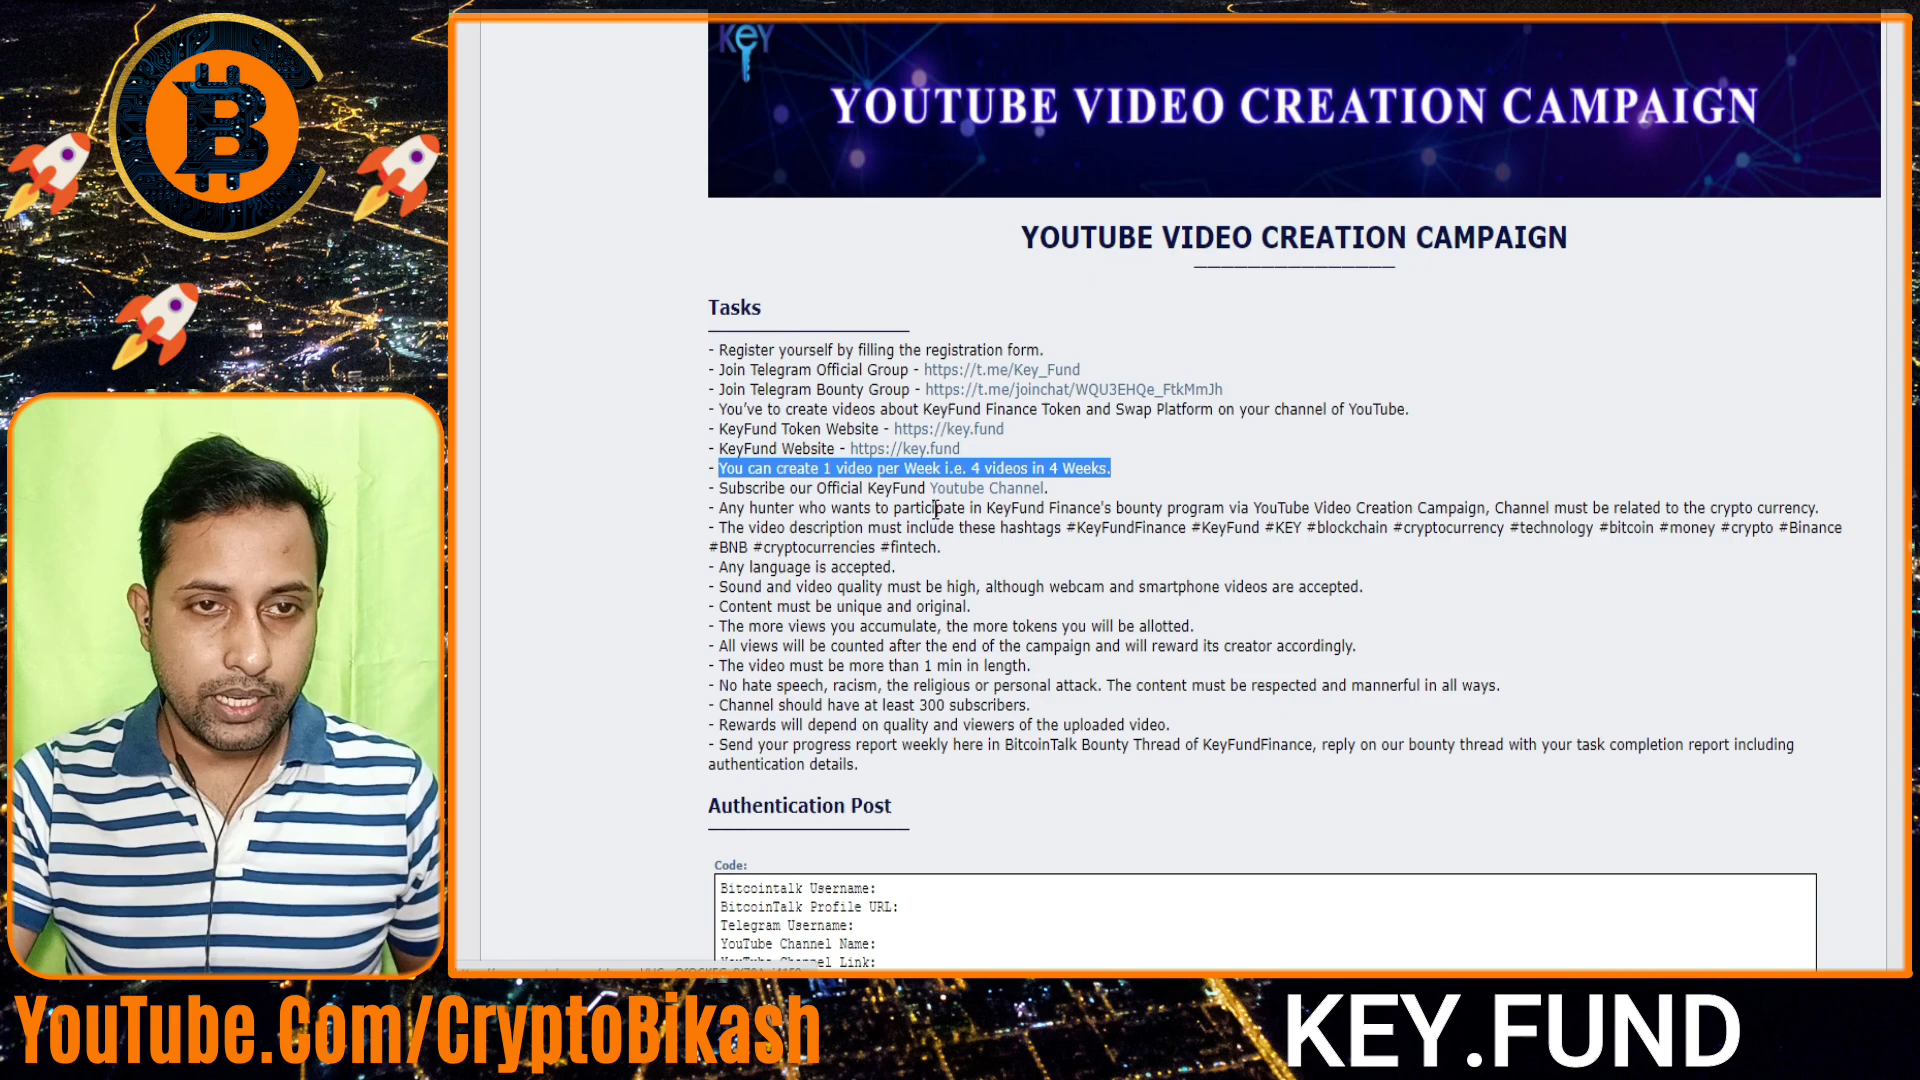 KEY
YOUTUBE VIDEO CREATION CAMPAIGN
YOUTUBE VIDEO CREATION CAMPAIGN
Tasks
- Register yourself by filling the registration form.
- Join Telegram Official Group - https://t.me/Key_Fund
- Join Telegram Bounty Group - https://t.me/joinchat/WQU3EHQe_FtkMmJh
- You've to create videos about KeyFund Finance Token and Swap Platform on your channel of YouTube.
- KeyFund Token Website - https://key.fund
- KeyFund Website - https://key.fund
- You can create 1 video per Week i.e. 4 videos in 4 Weeks.
- Subscribe our Official KeyFund Youtube Channel.
- Any hunter who wants to participate in KeyFund Finance's bounty program via YouTube Video Creation Campaign, Channel must be related to the crypto currency.
- The video description must include these hashtags #KeyFundFinance #KeyFund #KEY #blockchain #cryptocurrency #technology #bitcoin #money #crypto #Binance
#BNB #cryptocurrencies #fintech.
- Any language is accepted.
- Sound and video quality must be high, although webcam and smartphone videos are accepted.
- Content must be unique and original.
- The more views you accumulate, the more tokens you will be allotted.
- All views will be counted after the end of the campaign and will reward its creator accordingly.
- The video must be more than 1 min in length.
- No hate speech, racism, the religious or personal attack. The content must be respected and mannerful in all ways.
- Channel should have at least 300 subscribers.
- Rewards will depend on quality and viewers of the uploaded video.
- Send your progress report weekly here in BitcoinTalk Bounty Thread of KeyFundFinance, reply on our bounty thread with your task completion report including
authentication details.
Authentication Post
Code:
Bitcointalk Username:
BitcoinTalk Profile URL:
Telegram Username:
YouTube Channel Name:
YouTube Channel Link:
YouTube.Com/CryptoBikash
KEY.FUND